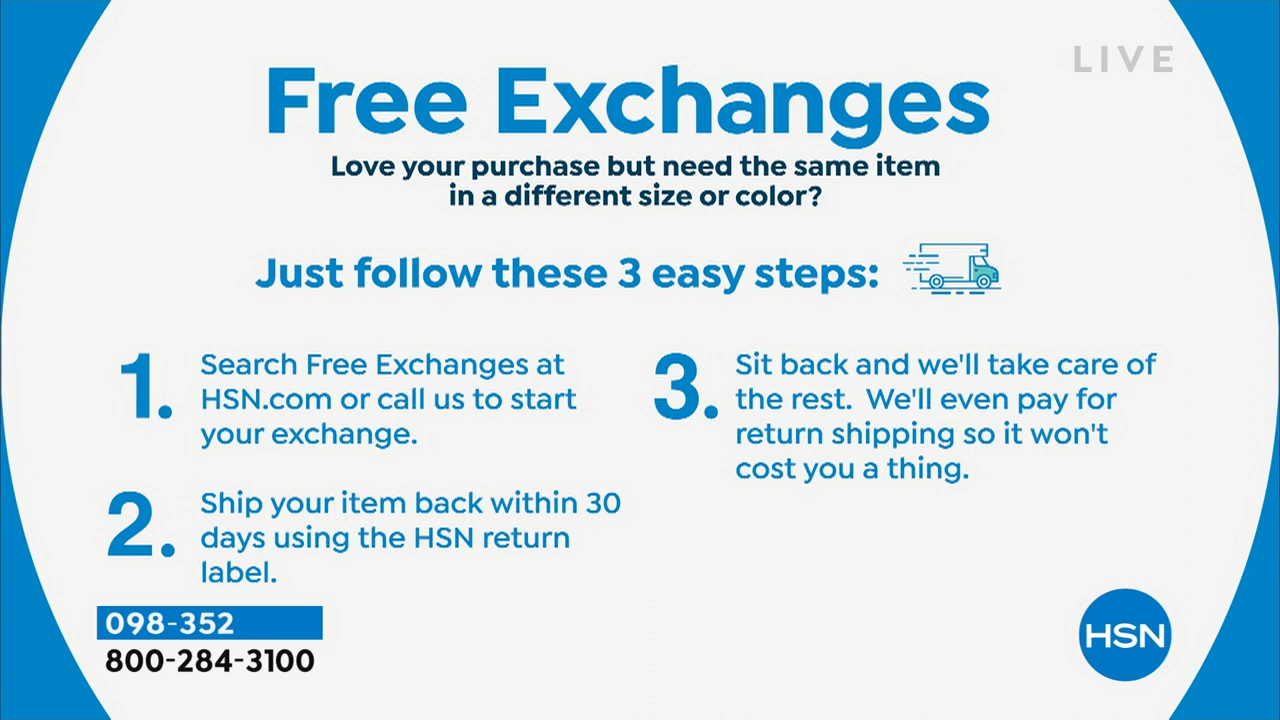 LIVE
Free Exchanges
Love your purchase but need the same item
in a different size or color?
Just follow these 3 easy steps:
1. Search Free Exchanges at
HSN.com or call us to start
your exchange.
2. Ship your item back within 30
days using the HSN return
label.
3. Sit back and we'll take care of
the rest. We'll even pay for
return shipping so it won't
cost you a thing.
098-352
800-284-3100
HSN